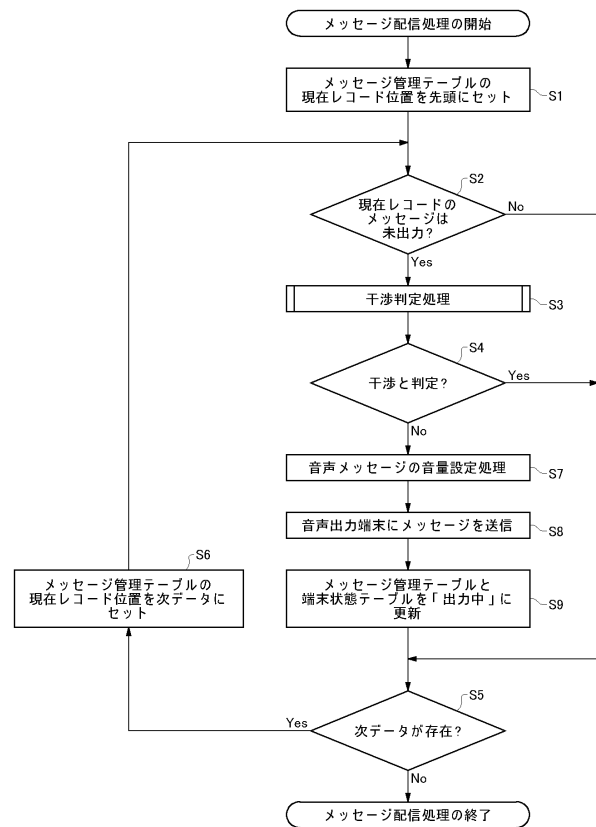 メッセージ配信処理の開始
メッセージ管理テーブルの
現在レコード位置を先頭にセット
S1
S2
現在レコードの
メッセージは
未出力?
No
Yes
干渉判定処理
S3
S4
干渉と判定?
Yes
No
音声メッセージの音量設定処理
S7
音声出力端末にメッセージを送信
S8
S6
メッセージ管理テーブルの
現在レコード位置を次データに
セット
メッセージ管理テーブルと
端末状態テーブルを「出力中」に
更新
S9
S5
Yes
次データが存在?
No
メッセージ配信処理の終了